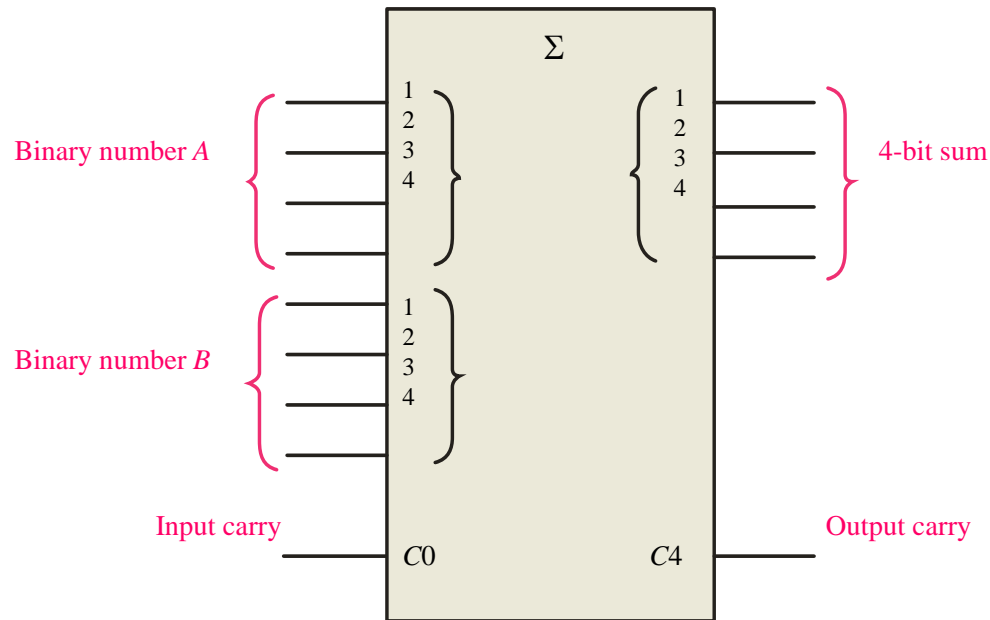 Σ
Binary number A
1
2
3
4
1
2
3
4
4-bit sum
Binary number B
1
2
3
4
Input carry
C0
C4
Output carry